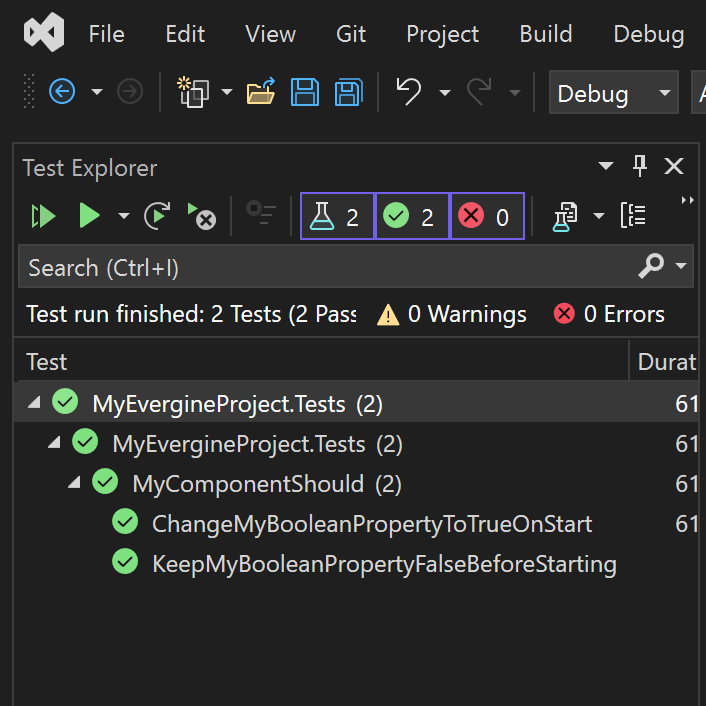 File Edit View Git Project Build Debug
Debug
Test Explorer
2 2 0
Search (Ctrl+I)
Test run finished: 2 Tests (2 Pass 0 Warnings 0 Errors
Test Durat
MyEvergineProject.Tests (2) 61
MyEvergineProject.Tests (2) 61
MyComponentShould (2) 61
ChangeMyBooleanPropertyToTrueOnStart 61
KeepMyBooleanPropertyFalseBeforeStarting